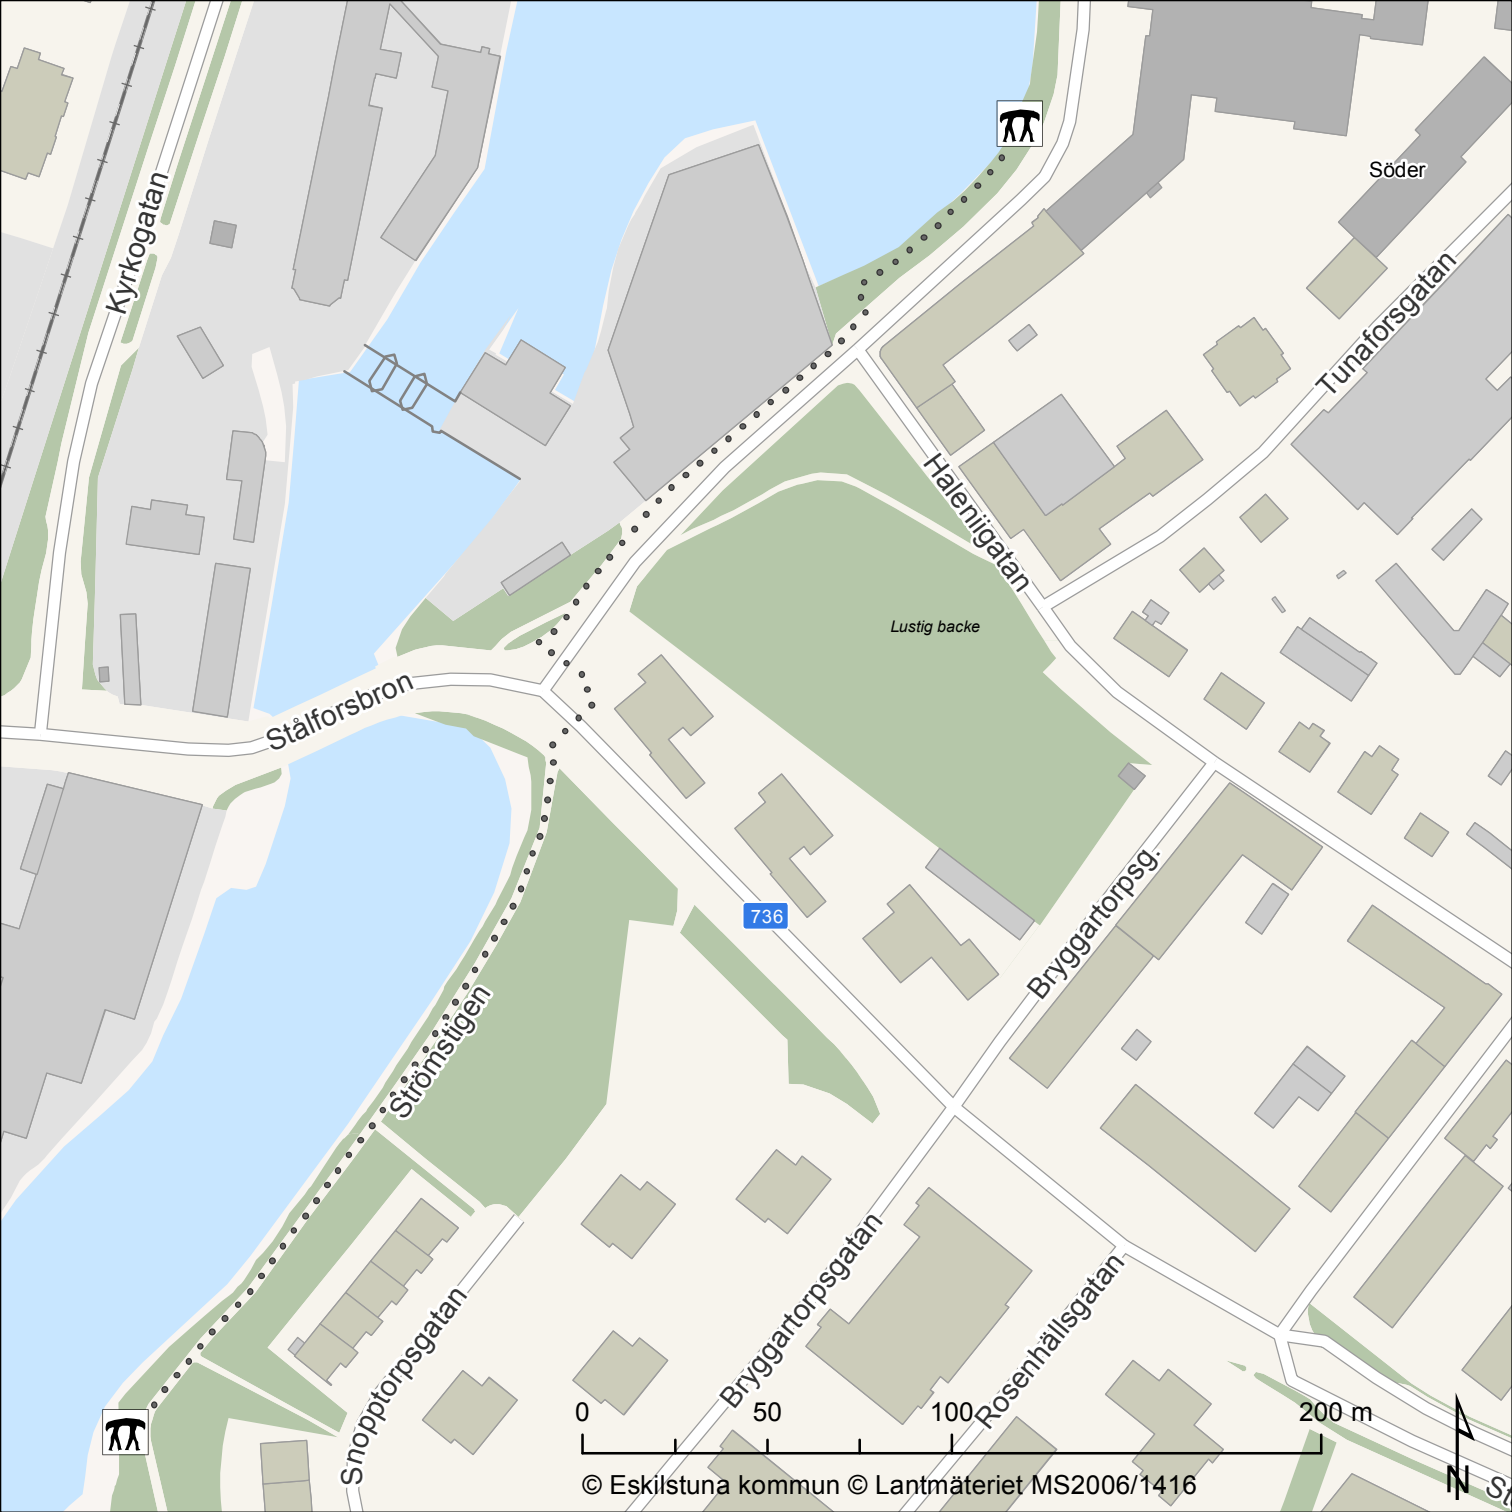 Söder
Kyrkogatan
Tunaforsgatan
Halenijgatan
Lustig backe
Stålforsbron
736
Bryggartorpsg.
Strömstigen
Bryggartorpsgatan
Rosenhällsgatan
Snopptorpsgatan
0 50 100 200 m
© Eskilstuna kommun © Lantmäteriet MS2006/1416
N